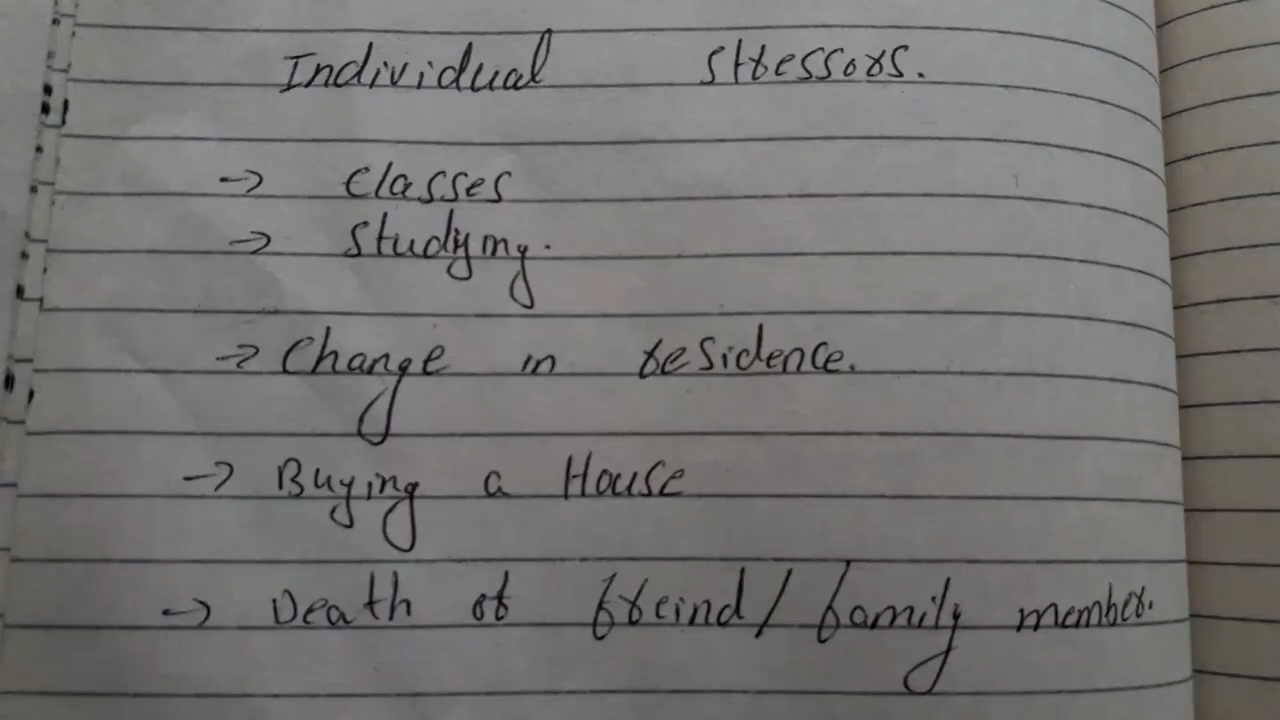 Individual stressors.
→ Classes
→ Studying.
→ Change in residence.
→ Buying a House
→ Death of freind / family member.